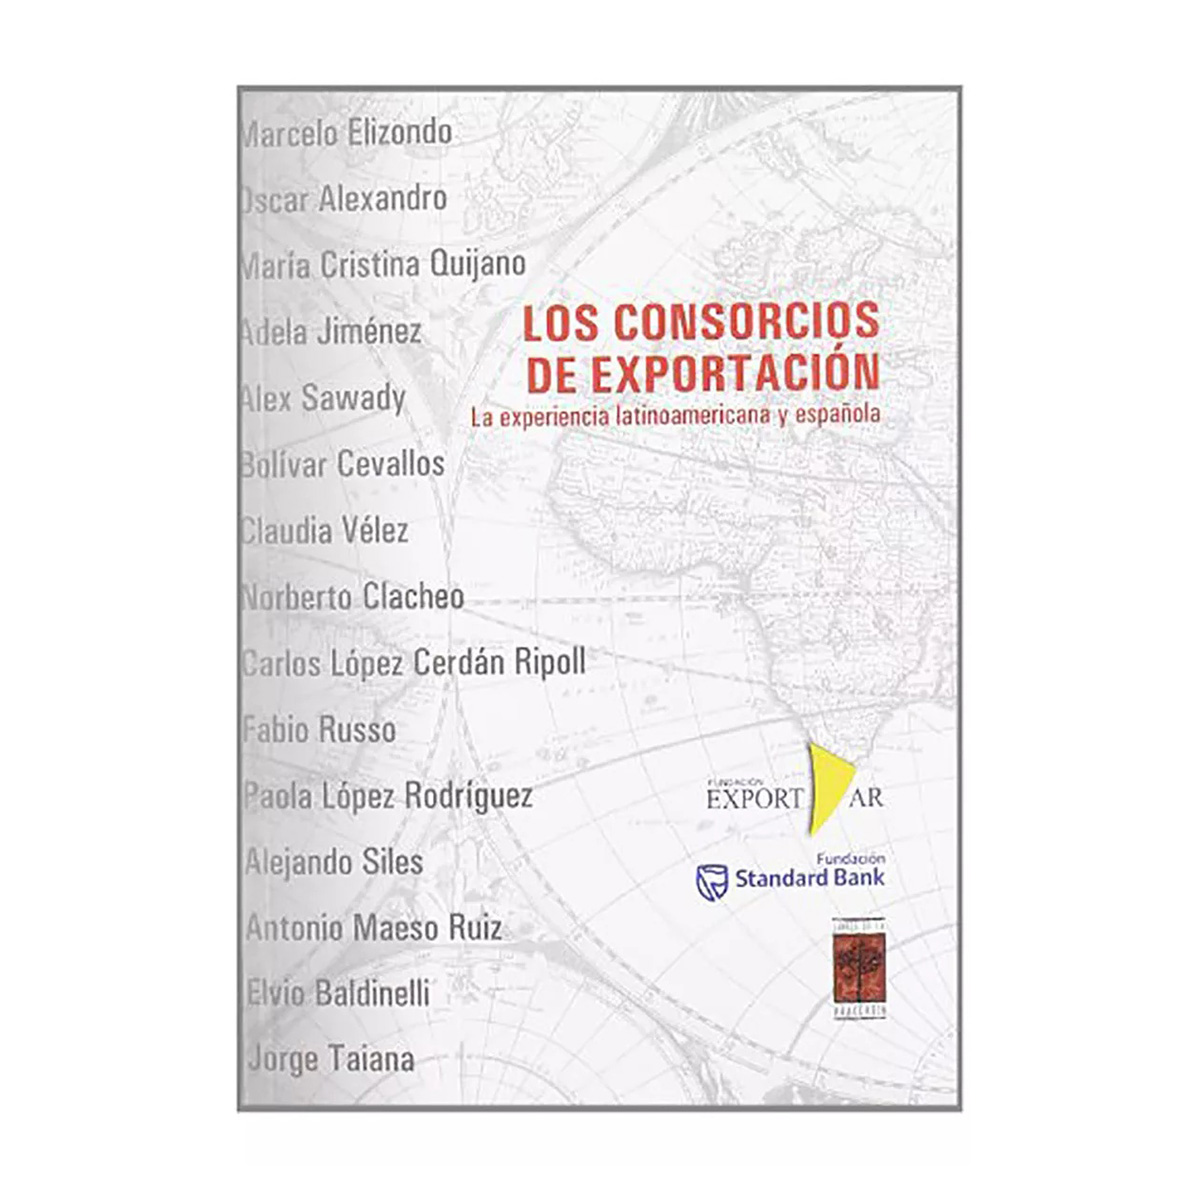 Marcelo Elizondo
Oscar Alexandro
María Cristina Quijano
Adela Jiménez
Alex Sawady
Bolívar Cevallos
Claudia Vélez
Norberto Clacheo
Carlos López Cerdán Ripoll
Fabio Russo
Paola López Rodríguez
Alejando Siles
Antonio Maeso Ruiz
Elvio Baldinelli
Jorge Taiana
LOS CONSORCIOS
DE EXPORTACIÓN
La experiencia latinoamericana y española
FUNDACIÓN
EXPORT AR
Fundación
Standard Bank
ARAUCARIA